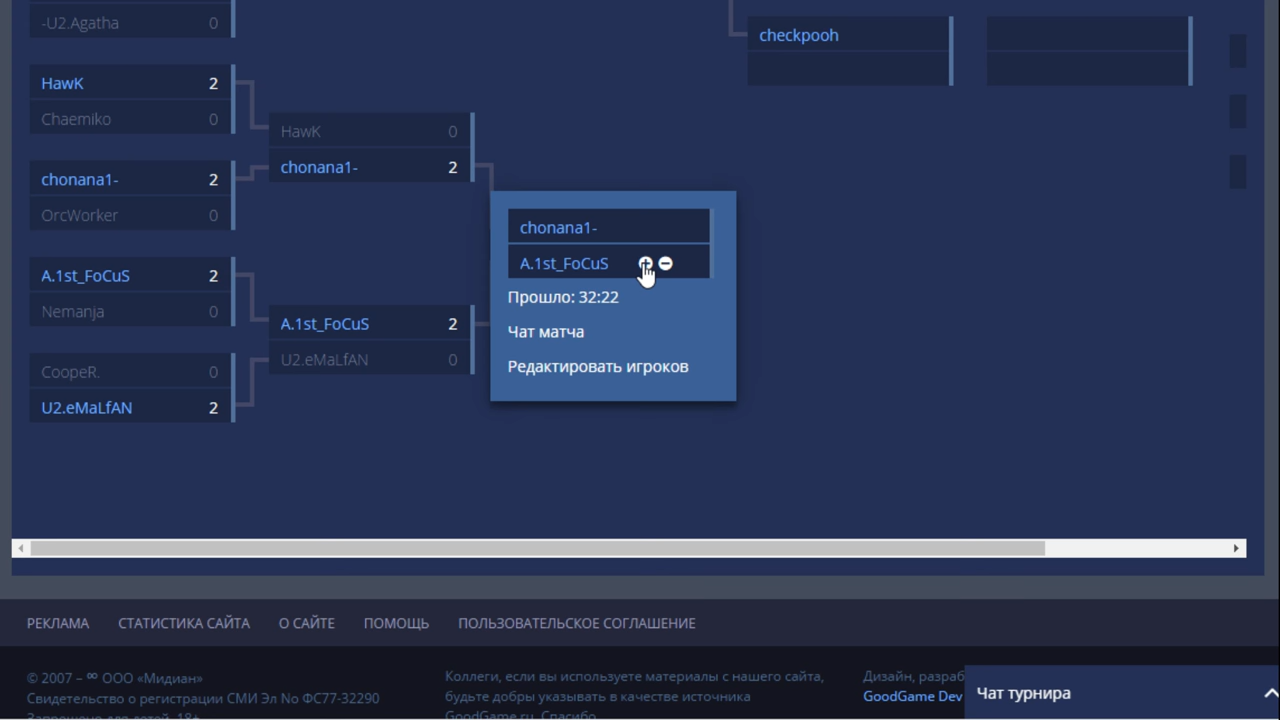 -U2.Agatha 0
HawK 2
Chaemiko 0
chonana1- 2
OrcWorker 0
A.1st_FoCuS 2
Nemanja 0
CoopeR. 0
U2.eMaLfAN 2
HawK 0
chonana1- 2
A.1st_FoCuS 2
U2.eMaLfAN 0
chonana1-
A.1st_FoCuS
Прошло: 32:22
Чат матча
Редактировать игроков
checkpooh
РЕКЛАМА СТАТИСТИКА САЙТА О САЙТЕ ПОМОЩЬ ПОЛЬЗОВАТЕЛЬСКОЕ СОГЛАШЕНИЕ
© 2007 – ∞ ООО «Мидиан»
Свидетельство о регистрации СМИ Эл No ФС77-32290
Запрещено для детей. 18+
Коллеги, если вы используете материалы с нашего сайта,
будьте добры указывать в качестве источника
GoodGame.ru. Спасибо.
Дизайн, разраб
GoodGame Dev
Чат турнира